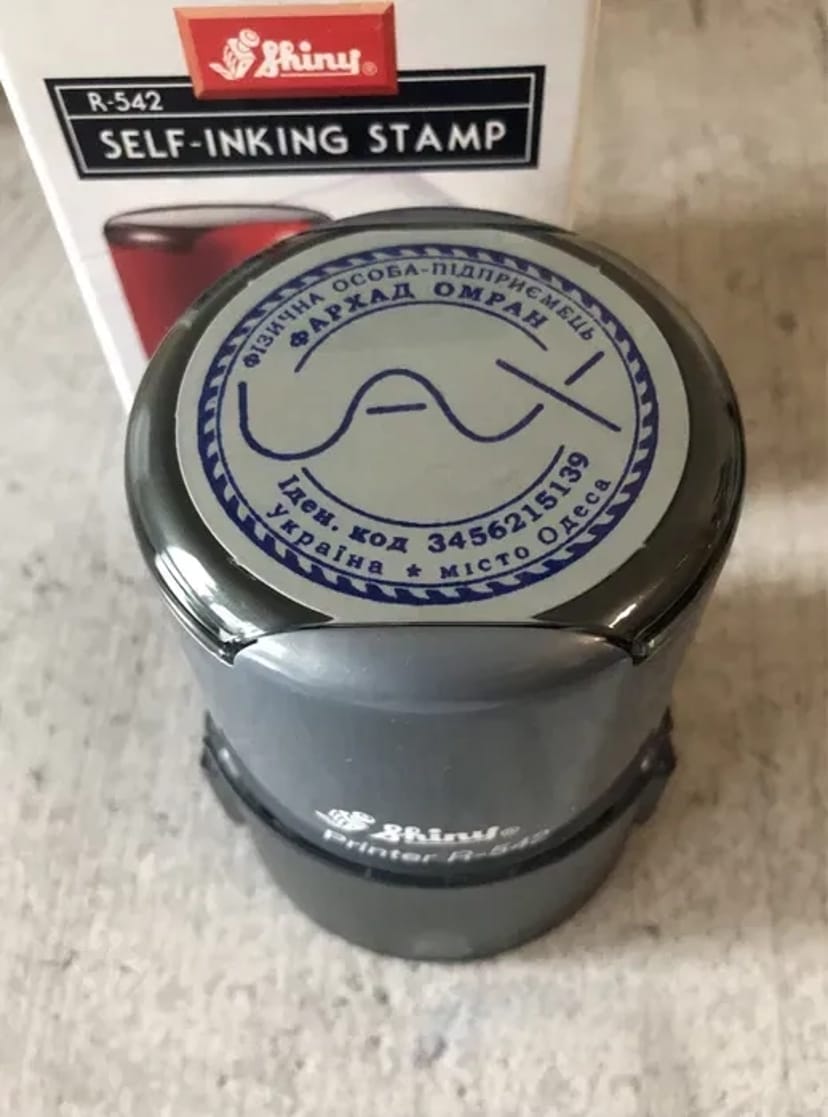 Shiny®
R-542
SELF-INKING STAMP
ФІЗИЧНА ОСОБА-ПІДПРИЄМЕЦЬ
ФАРХАД ОМРАН
Іден. код 3456215139
україна * місто Одеса
Shiny®
Printer R-542